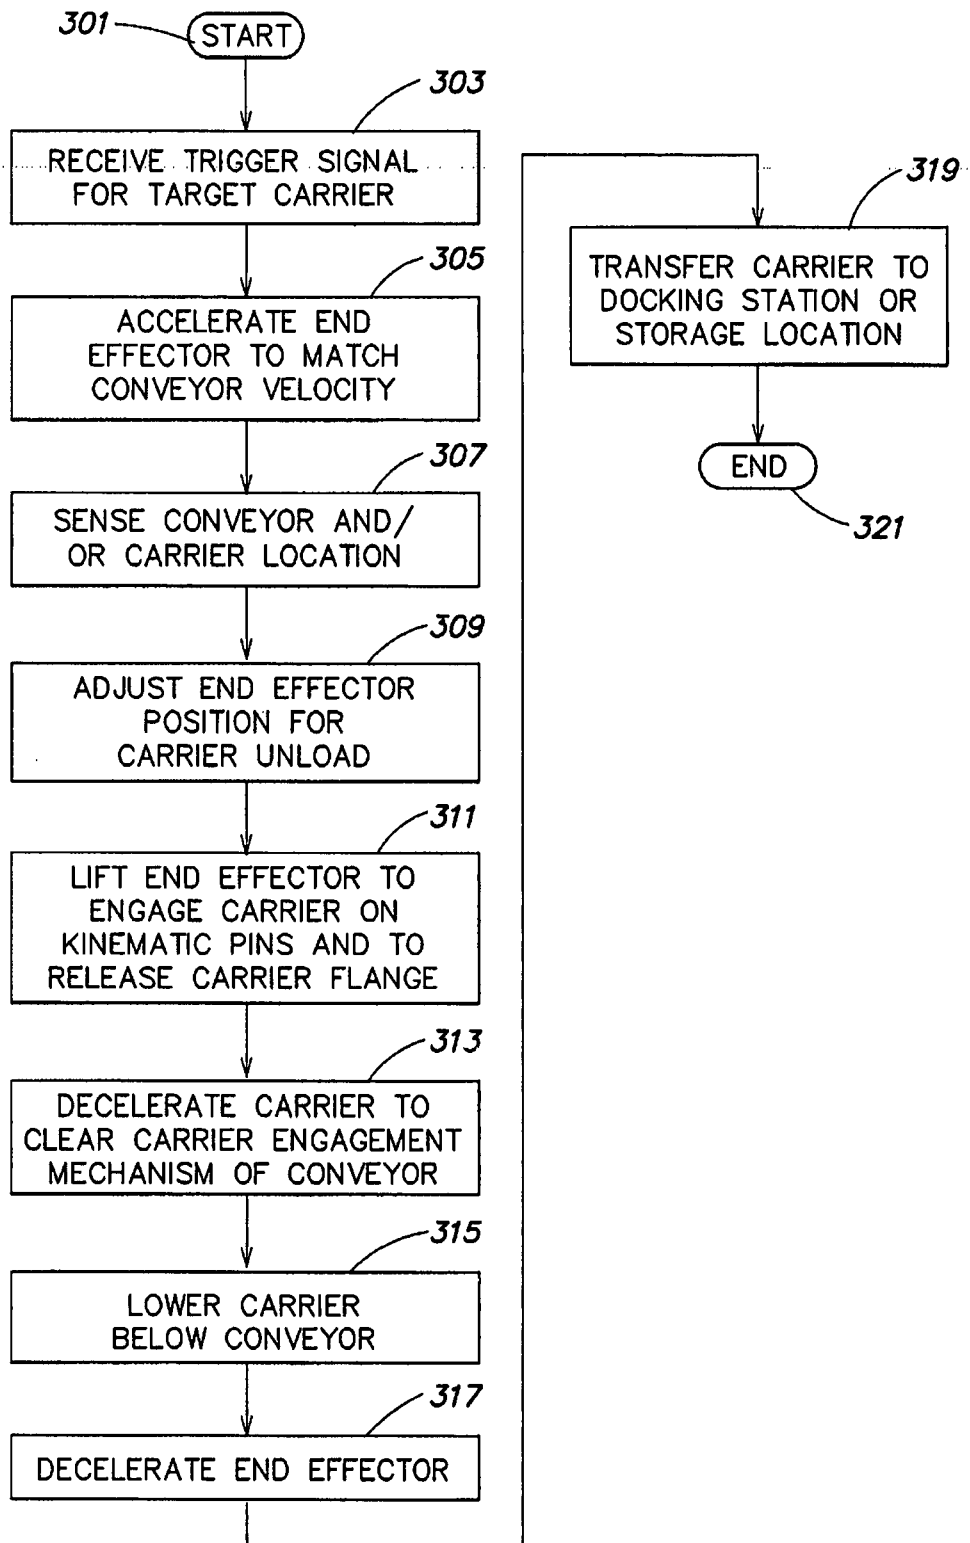 301
START
303
RECEIVE TRIGGER SIGNAL
FOR TARGET CARRIER
305
ACCELERATE END
EFFECTOR TO MATCH
CONVEYOR VELOCITY
307
SENSE CONVEYOR AND/
OR CARRIER LOCATION
309
ADJUST END EFFECTOR
POSITION FOR
CARRIER UNLOAD
311
LIFT END EFFECTOR TO
ENGAGE CARRIER ON
KINEMATIC PINS AND TO
RELEASE CARRIER FLANGE
313
DECELERATE CARRIER TO
CLEAR CARRIER ENGAGEMENT
MECHANISM OF CONVEYOR
315
LOWER CARRIER
BELOW CONVEYOR
317
DECELERATE END EFFECTOR
319
TRANSFER CARRIER TO
DOCKING STATION OR
STORAGE LOCATION
END
321